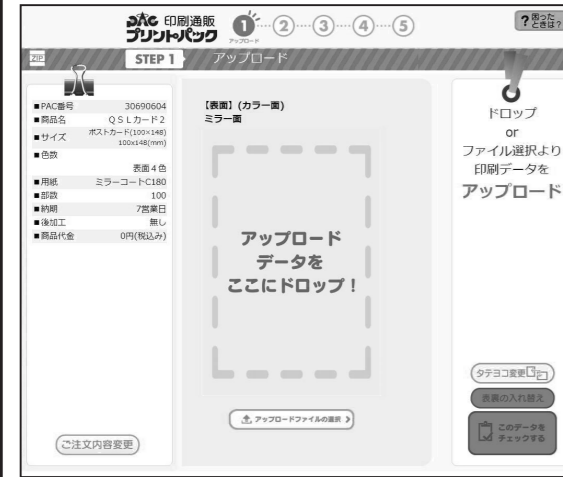 PAC 印刷通販
プリントパック
1 2 3 4 5
アップロード
?困った
ときは?
ZIP
STEP 1 アップロード
■PAC番号 30690604
■商品名 QSLカード2
■サイズ ポストカード(100×148)
100x148(mm)
■色数
表面4色
■用紙 ミラーコートC180
■部数 100
■納期 7営業日
■後加工 無し
■商品代金 0円(税込み)
ご注文内容変更
【表面】(カラー面)
ミラー面
アップロード
データを
ここにドロップ!
アップロードファイルの選択
ドロップ
or
ファイル選択より
印刷データを
アップロード
タテヨコ変更
表裏の入れ替え
このデータを
チェックする